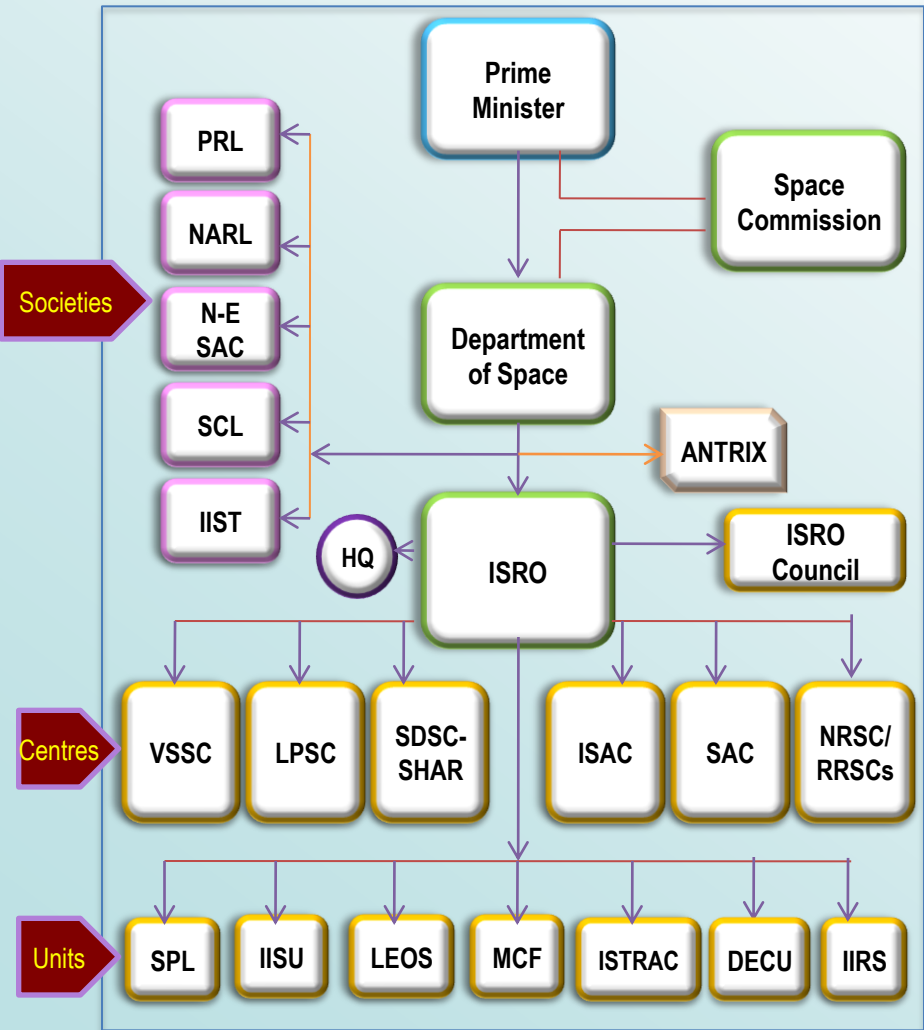 Prime
Minister
Space
Commission
PRL
NARL
Societies
N-E
SAC
SCL
IIST
Department
of Space
ANTRIX
HQ
ISRO
ISRO
Council
Centres
VSSC
LPSC
SDSC-
SHAR
ISAC
SAC
NRSC/
RRSCs
Units
SPL
IISU
LEOS
MCF
ISTRAC
DECU
IIRS